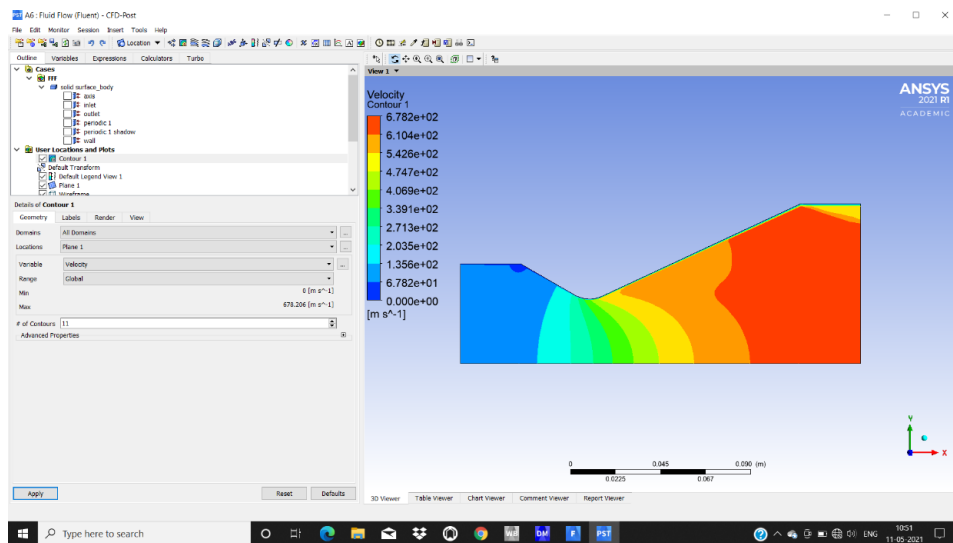 A6 : Fluid Flow (Fluent) - CFD-Post
File Edit Monitor Session Insert Tools Help
Location
Outline Variables Expressions Calculators Turbo
Cases
FFF
solid surface_body
axis
inlet
outlet
periodic 1
periodic 1 shadow
wall
User Locations and Plots
Contour 1
Default Transform
Default Legend View 1
Plane 1
Wireframe
Details of Contour 1
Geometry Labels Render View
Domains All Domains ...
Locations Plane 1 ...
Variable Velocity ...
Range Global
Min 0 [m s^-1]
Max 678.206 [m s^-1]
# of Contours 11
Advanced Properties
Apply Reset Defaults
View 1
Velocity
Contour 1
6.782e+02
6.104e+02
5.426e+02
4.747e+02
4.069e+02
3.391e+02
2.713e+02
2.035e+02
1.356e+02
6.782e+01
0.000e+00
[m s^-1]
ANSYS
2021 R1
ACADEMIC
Y
X
0 0.045 0.090 (m)
0.0225 0.067
3D Viewer Table Viewer Chart Viewer Comment Viewer Report Viewer
Type here to search
WB DM F PST
ENG
10:51
11-05-2021